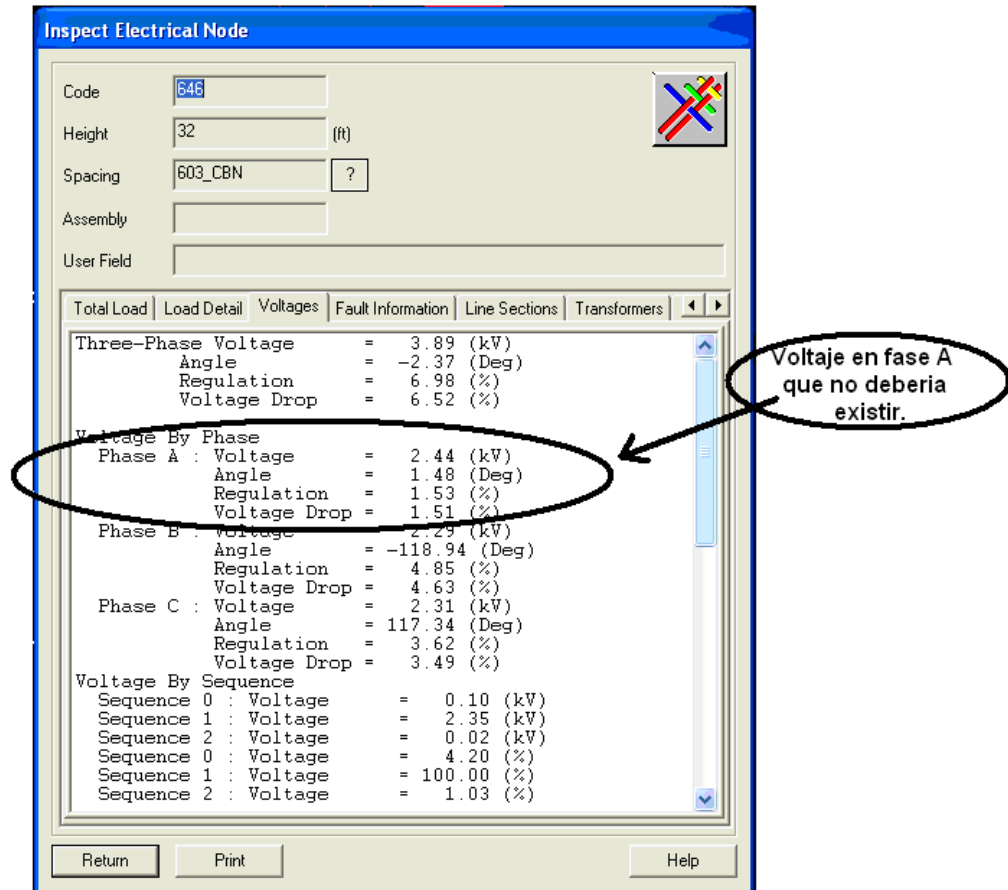 Inspect Electrical Node
Code 646
Height 32 (ft)
Spacing 603_CBN ?
Assembly
User Field
Total Load Load Detail Voltages Fault Information Line Sections Transformers
Three-Phase Voltage = 3.89 (kV)
Angle = -2.37 (Deg)
Regulation = 6.98 (%)
Voltage Drop = 6.52 (%)
Voltage By Phase
Phase A : Voltage = 2.44 (kV)
Angle = 1.48 (Deg)
Regulation = 1.53 (%)
Voltage Drop = 1.51 (%)
Phase B : Voltage = 2.29 (kV)
Angle = -118.94 (Deg)
Regulation = 4.85 (%)
Voltage Drop = 4.63 (%)
Phase C : Voltage = 2.31 (kV)
Angle = 117.34 (Deg)
Regulation = 3.62 (%)
Voltage Drop = 3.49 (%)
Voltage By Sequence
Sequence 0 : Voltage = 0.10 (kV)
Sequence 1 : Voltage = 2.35 (kV)
Sequence 2 : Voltage = 0.02 (kV)
Sequence 0 : Voltage = 4.20 (%)
Sequence 1 : Voltage = 100.00 (%)
Sequence 2 : Voltage = 1.03 (%)
Return Print Help
Voltaje en fase A
que no deberia
existir.